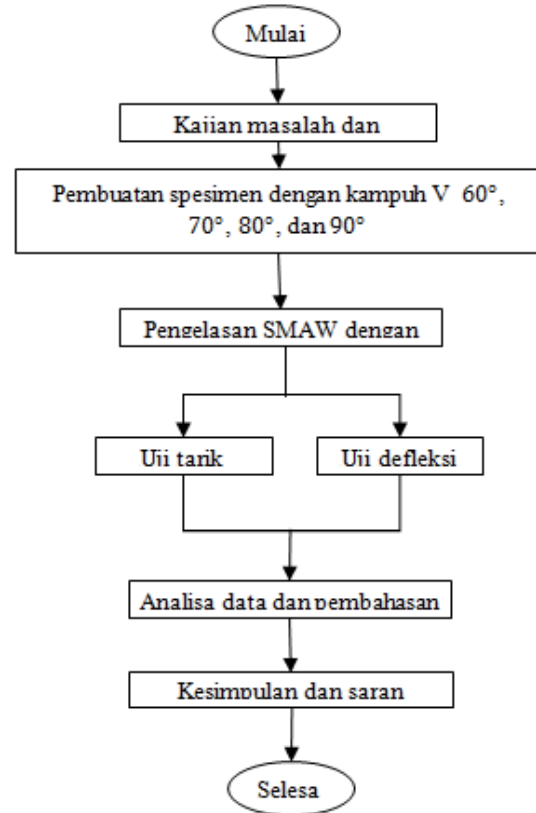 Mulai
Kajian masalah dan
Pembuatan spesimen dengan kampuh V 60°,
70°, 80°, dan 90°
Pengelasan SMAW dengan
Uji tarik
Uji defleksi
Analisa data dan pembahasan
Kesimpulan dan saran
Selesa